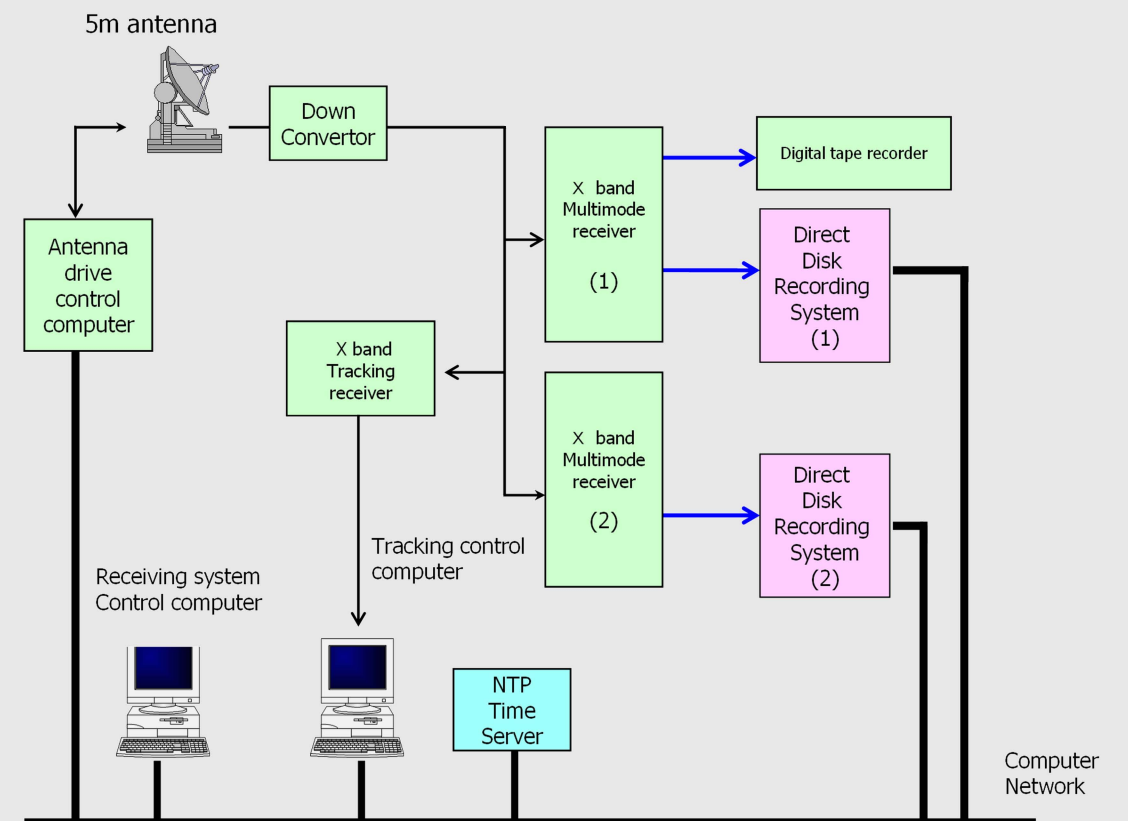 5m antenna
Down
Convertor
X band
Multimode
receiver
(1)
Digital tape recorder
Direct
Disk
Recording
System
(1)
Antenna
drive
control
computer
X band
Tracking
receiver
X band
Multimode
receiver
(2)
Direct
Disk
Recording
System
(2)
Tracking control
computer
Receiving system
Control computer
NTP
Time
Server
Computer
Network